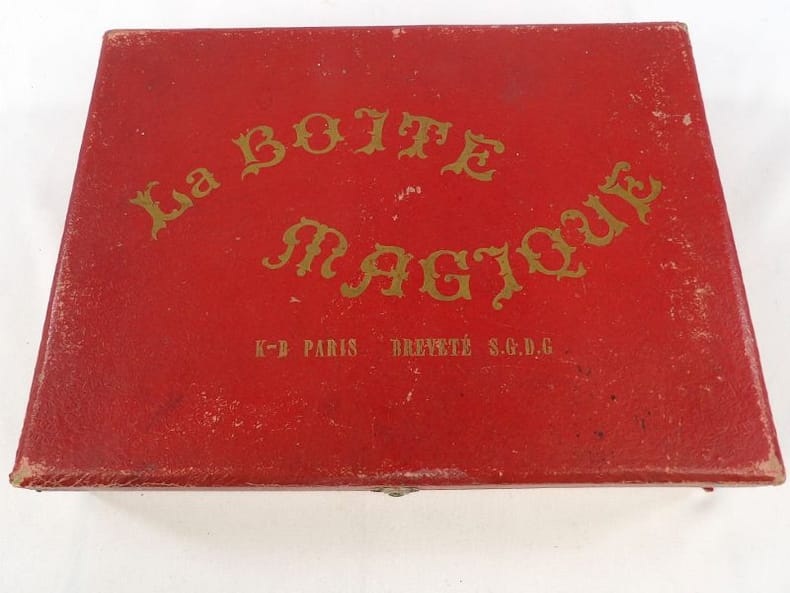 La BOITE
MAGIQUE
K-B PARIS BREVETÉ S.G.D.G